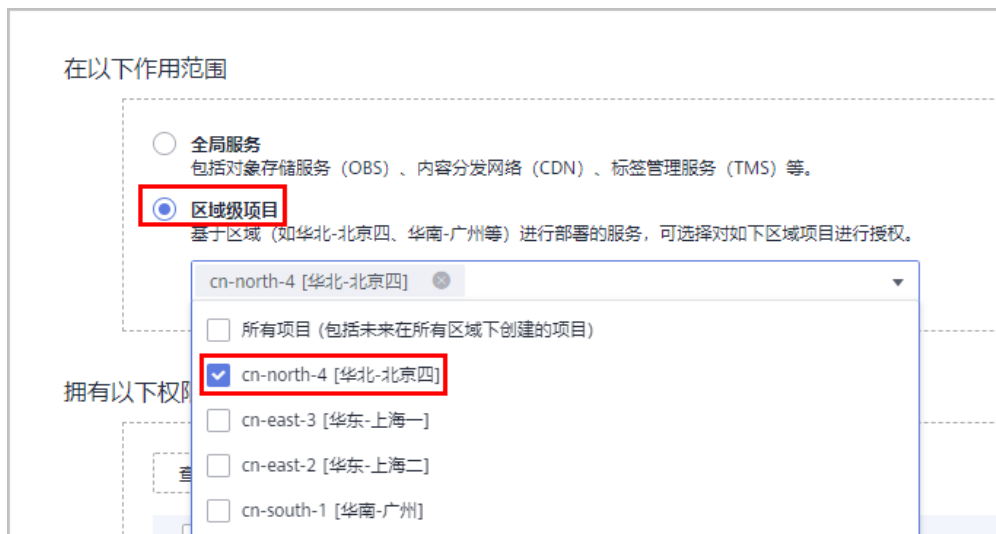 在以下作用范围
全局服务
包括对象存储服务（OBS）、内容分发网络（CDN）、标签管理服务（TMS）等。
区域级项目
基于区域（如华北-北京四、华南-广州等）进行部署的服务，可选择对如下区域项目进行授权。
cn-north-4 [华北-北京四]
所有项目 (包括未来在所有区域下创建的项目)
cn-north-4 [华北-北京四]
拥有以下权
cn-east-3 [华东-上海一]
cn-east-2 [华东-上海二]
cn-south-1 [华南-广州]